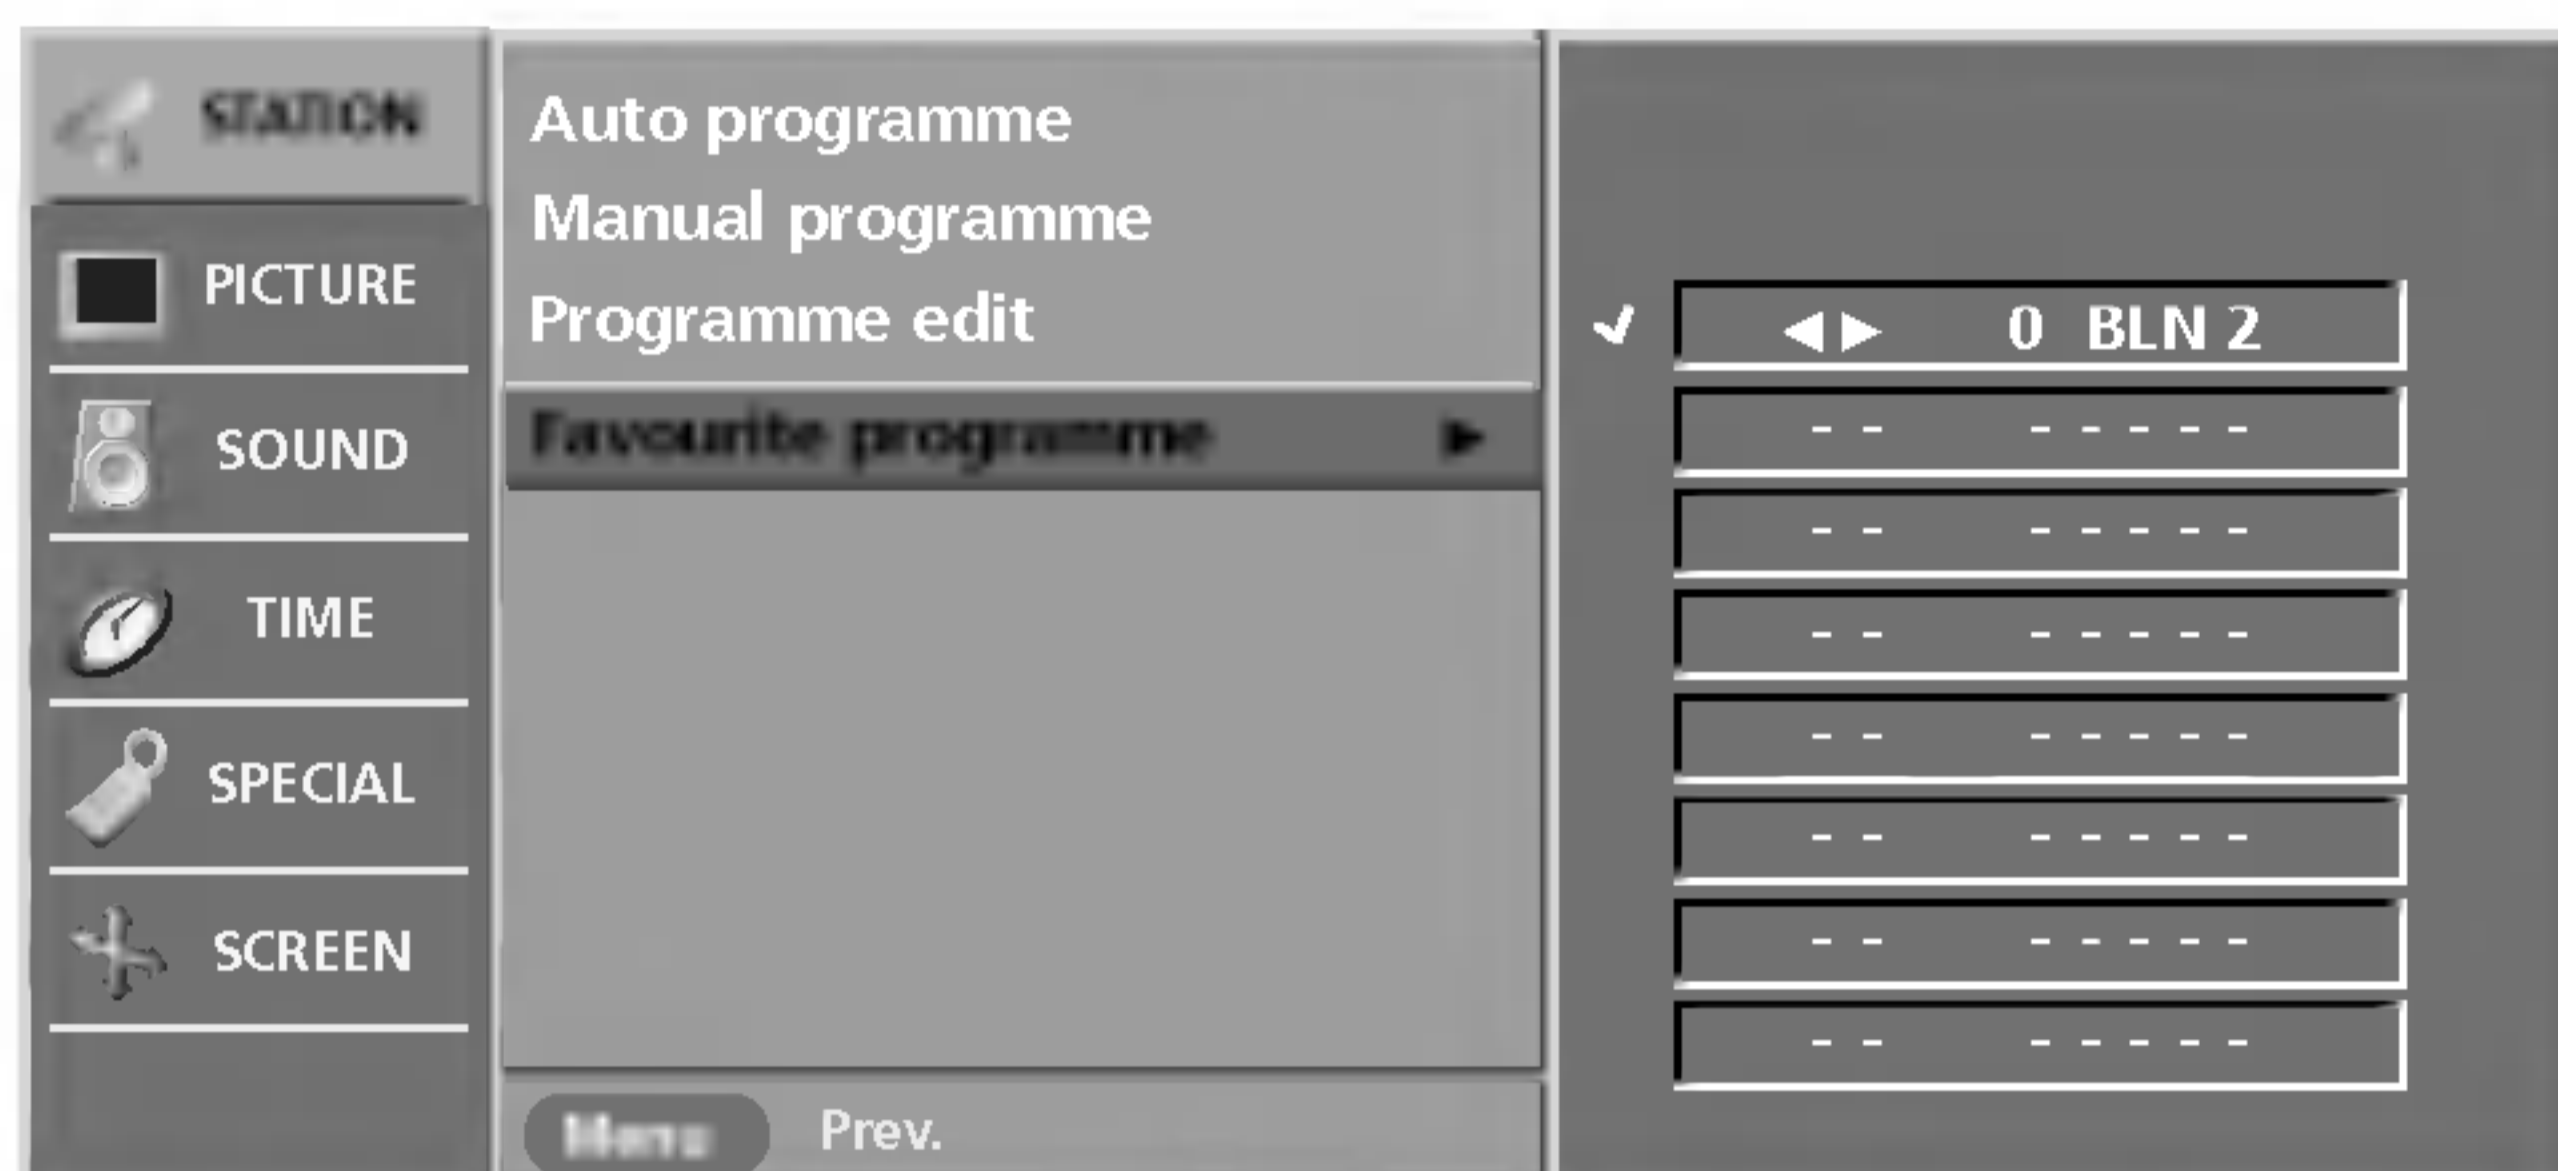 STATION
PICTURE
SOUND
TIME
SPECIAL
SCREEN
Auto programme
Manual programme
Programme edit
Favourite programme ▶
Menu Prev.
✔ ◀▶ 0 BLN 2
- - - - - - -
- - - - - - -
- - - - - - -
- - - - - - -
- - - - - - -
- - - - - - -
- - - - - - -